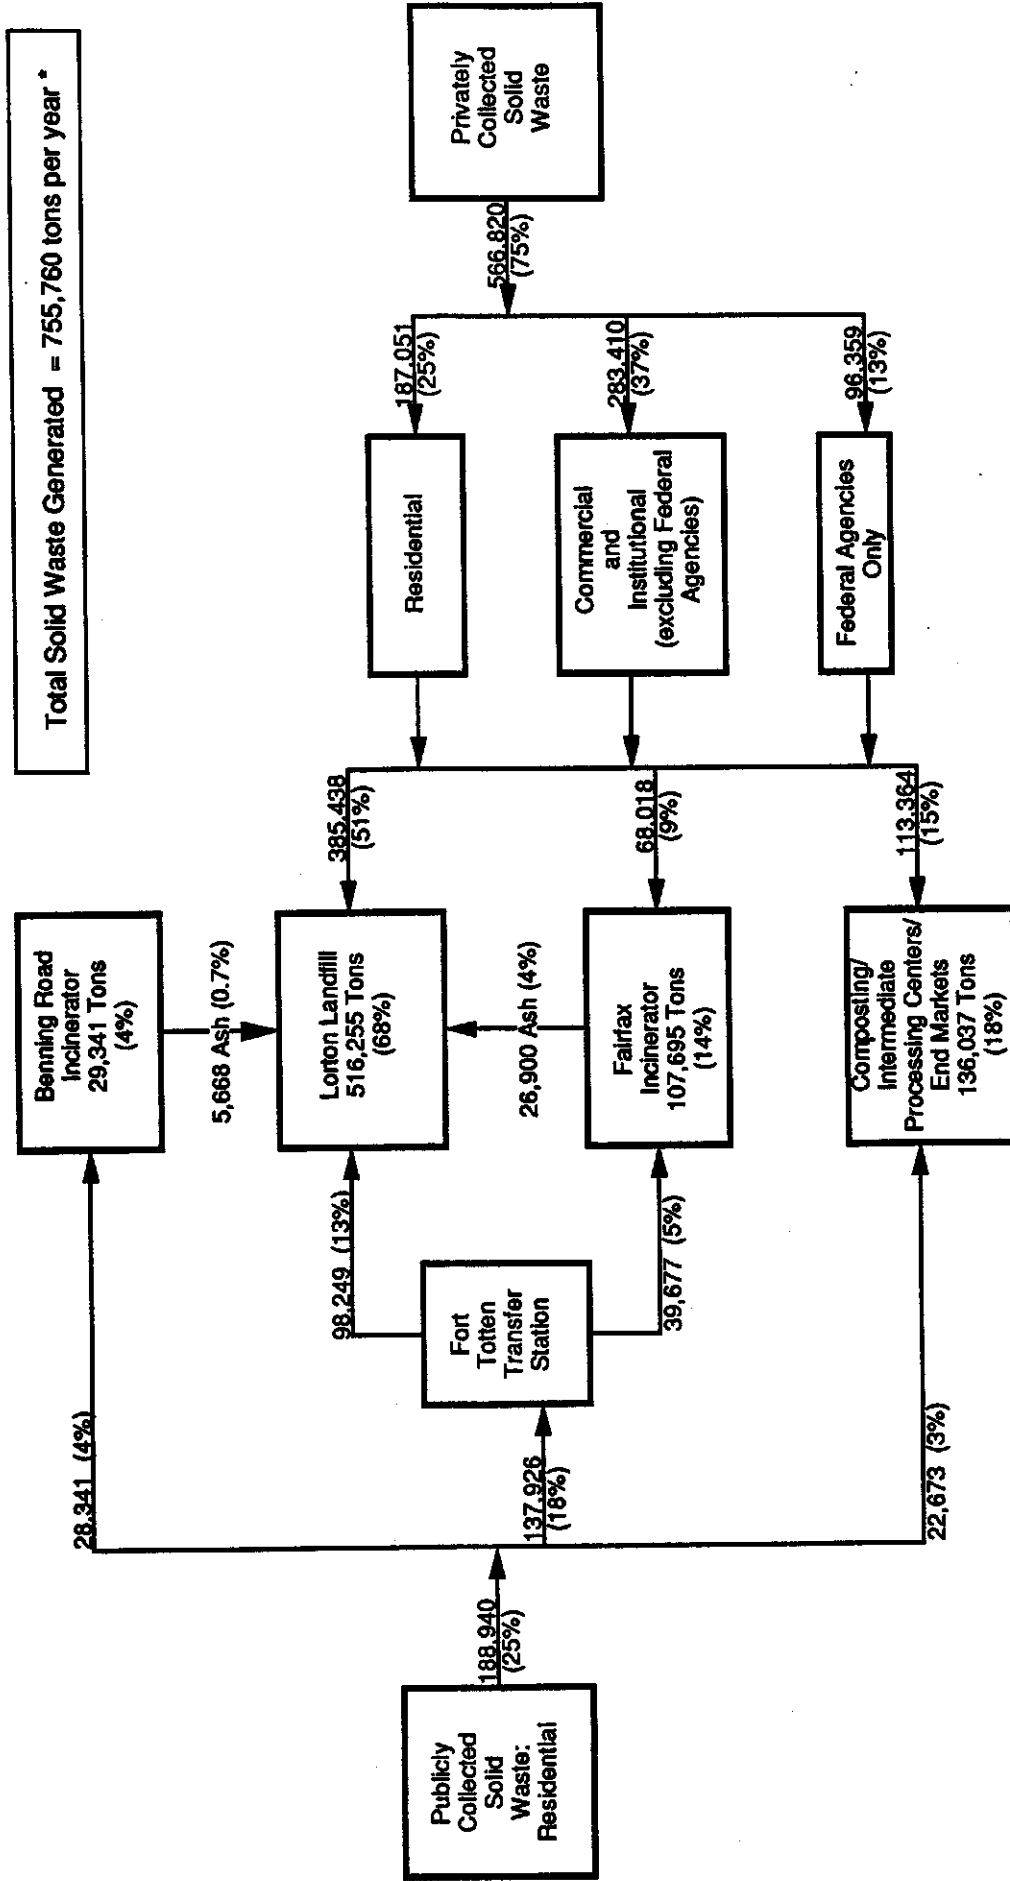 Total Solid Waste Generated = 755,760 tons per year *
Publicly
Collected
Solid
Waste:
Residential
188.940
(25%)
28.341 (4%)
137.926
(18%)
22,673 (3%)
Fort
Totten
Transfer
Station
98.249 (13%)
39,677 (5%)
Benning Road
Incinerator
29,341 Tons
(4%)
5,668 Ash (0.7%)
Lorton Landfill
516,255 Tons
(68%)
26,900 Ash (4%)
Fairfax
Incinerator
107,695 Tons
(14%)
Composting/
Intermediate
Processing Centers/
End Markets
136,037 Tons
(18%)
385.438
(51%)
68.018
(9%)
113.364
(15%)
Residential
Commercial
and
Institutional
(excluding Federal
Agencies)
Federal Agencies
Only
187.051
(25%)
283.410
(37%)
96.359
(13%)
566.820
(75%)
Privately
Collected
Solid
Waste